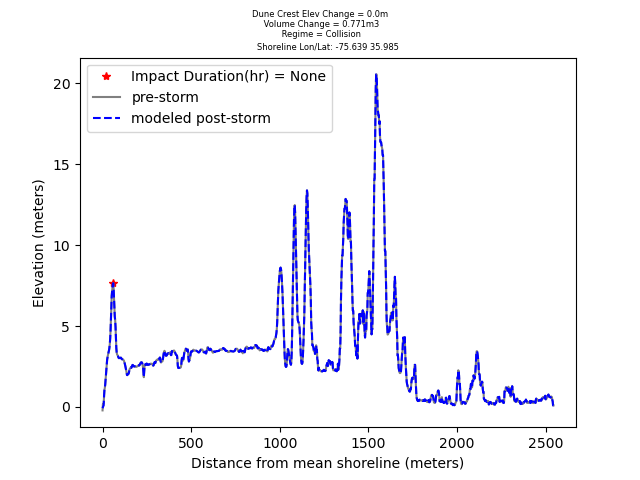 Dune Crest Elev Change = 0.0m
Volume Change = 0.771m3
Regime = Collision
Shoreline Lon/Lat: -75.639 35.985
Impact Duration(hr) = None
pre-storm
modeled post-storm
Elevation (meters)
20
15
10
5
0
0 500 1000 1500 2000 2500
Distance from mean shoreline (meters)